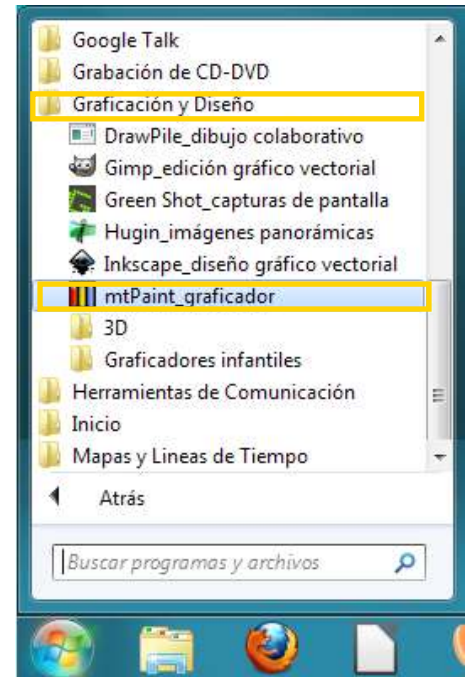 Google Talk
Grabación de CD-DVD
Graficación y Diseño
DrawPile_dibujo colaborativo
Gimp_edición gráfico vectorial
Green Shot_capturas de pantalla
Hugin_imágenes panorámicas
Inkscape_diseño gráfico vectorial
mtPaint_graficador
3D
Graficadores infantiles
Herramientas de Comunicación
Inicio
Mapas y Lineas de Tiempo
Atrás
Buscar programas y archivos